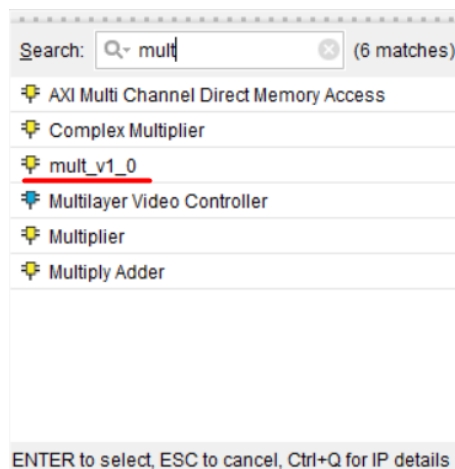 Search: mult (6 matches)
AXI Multi Channel Direct Memory Access
Complex Multiplier
mult_v1_0
Multilayer Video Controller
Multiplier
Multiply Adder
ENTER to select, ESC to cancel, Ctrl+Q for IP details